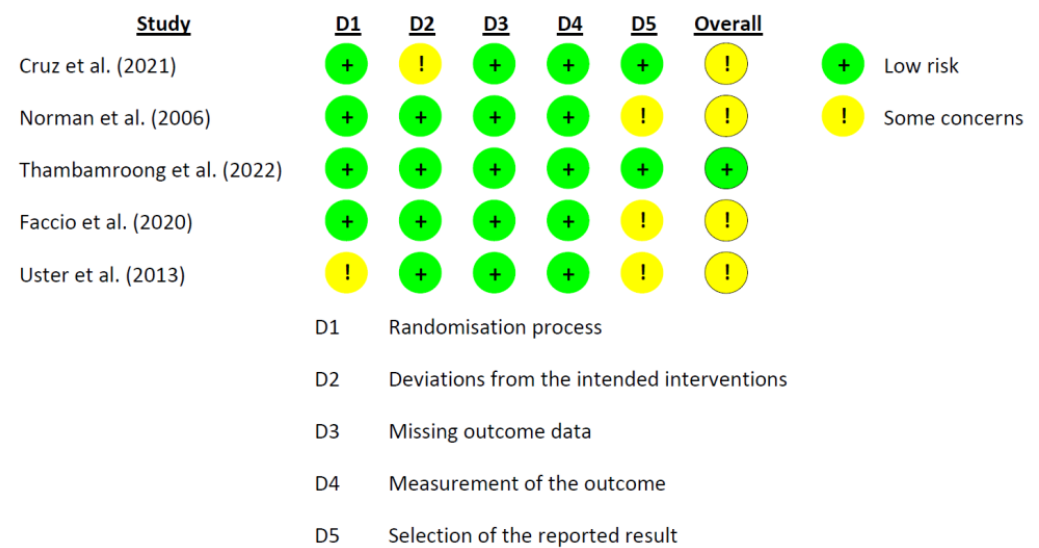 Study D1 D2 D3 D4 D5 Overall
Cruz et al. (2021) + ! + + + ! + Low risk
Norman et al. (2006) + + + + ! ! ! Some concerns
Thambamroong et al. (2022) + + + + + +
Faccio et al. (2020) + + + + ! !
Uster et al. (2013) ! + + + ! !
D1 Randomisation process
D2 Deviations from the intended interventions
D3 Missing outcome data
D4 Measurement of the outcome
D5 Selection of the reported result